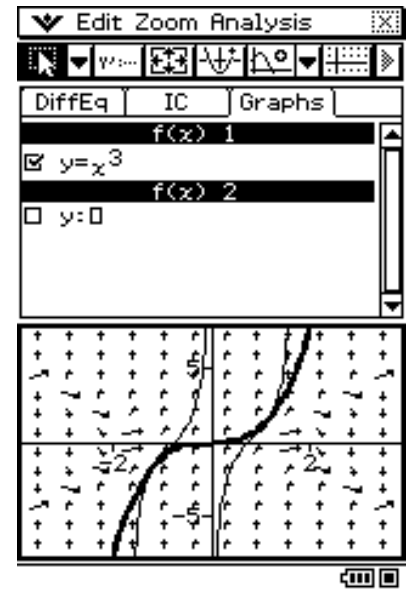 Edit Zoom Analysis
DiffEq IC Graphs
f(x) 1
y=x³
f(x) 2
y:□
5
-2 2
-5